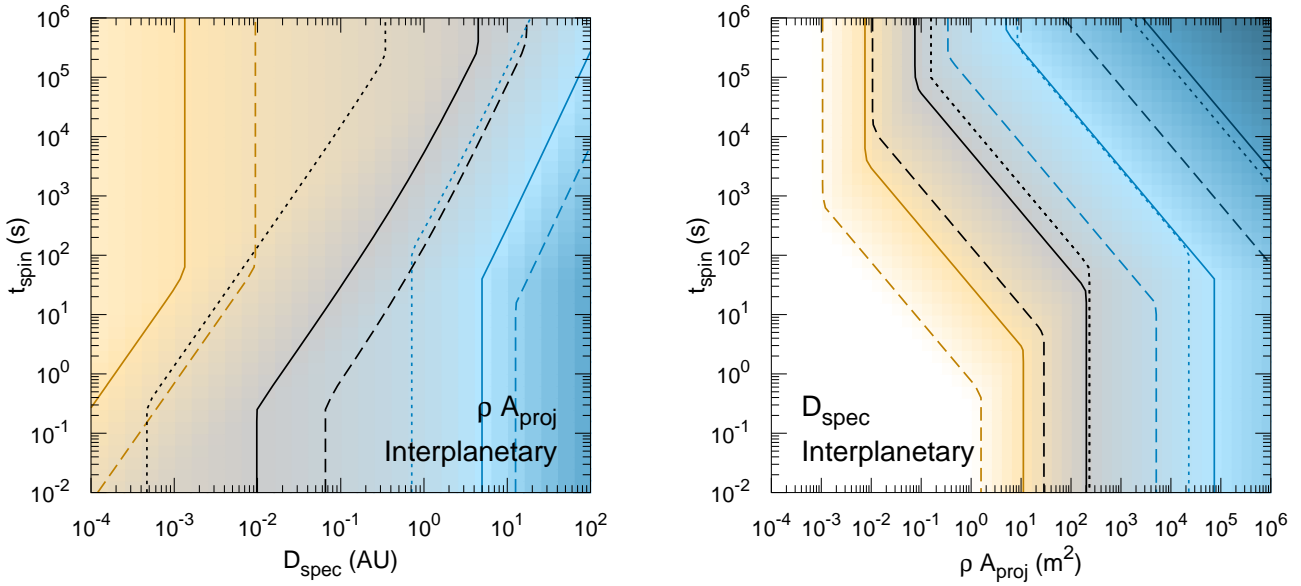 10^6
10^5
10^4
10^3
10^2
10^1
10^0
10^-1
10^-2
t_spin (s)
ρ A_proj
Interplanetary
10^-4 10^-3 10^-2 10^-1 10^0 10^1 10^2
D_spec (AU)
10^6
10^5
10^4
10^3
10^2
10^1
10^0
10^-1
10^-2
t_spin (s)
D_spec
Interplanetary
10^-4 10^-3 10^-2 10^-1 10^0 10^1 10^2 10^3 10^4 10^5 10^6
ρ A_proj (m^2)